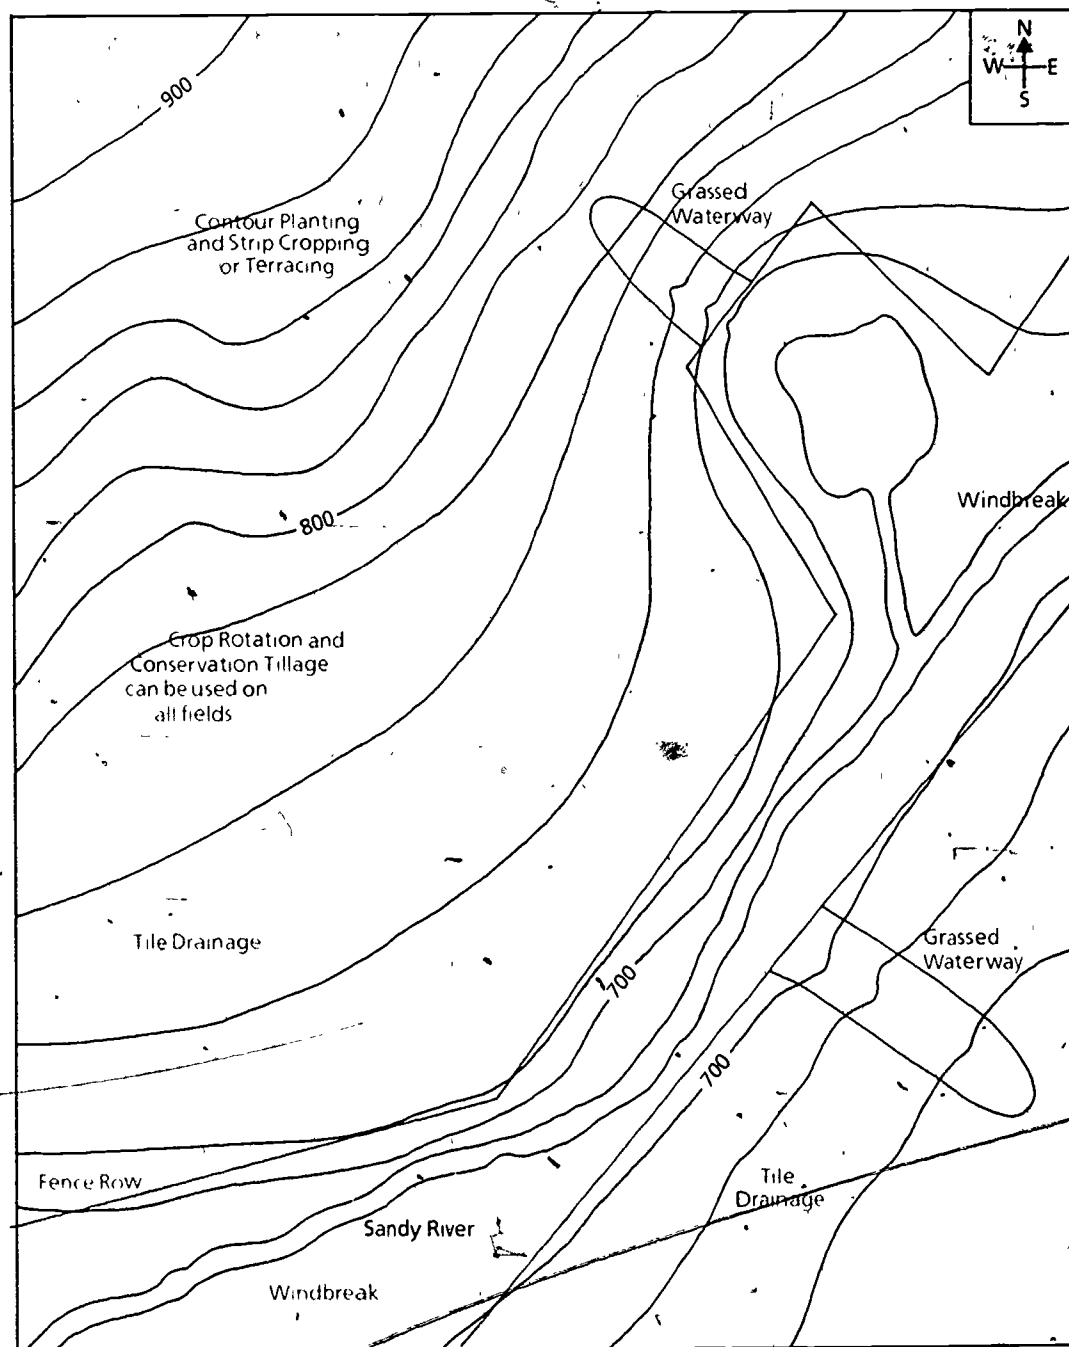 N
W E
S
900
Grassed
Waterway
Contour Planting
and Strip Cropping
or Terracing
Windbreak
800
Crop Rotation and
Conservation Tillage
can be used on
all fields
Tile Drainage
Grassed
Waterway
700
700
Fence Row
Tile
Drainage
Sandy River
Windbreak